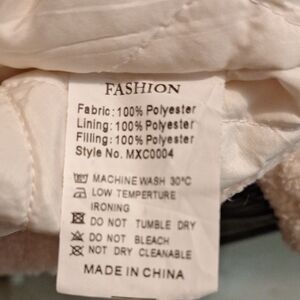 FASHION
Fabric: 100% Polyester
Lining: 100% Polyester
Filling: 100% Polyester
Style No. MXC0004
MACHINE WASH 30°C
LOW TEMPERTURE
IRONING
DO NOT TUMBLE DRY
DO NOT BLEACH
NOT DRY CLEANABLE
MADE IN CHINA